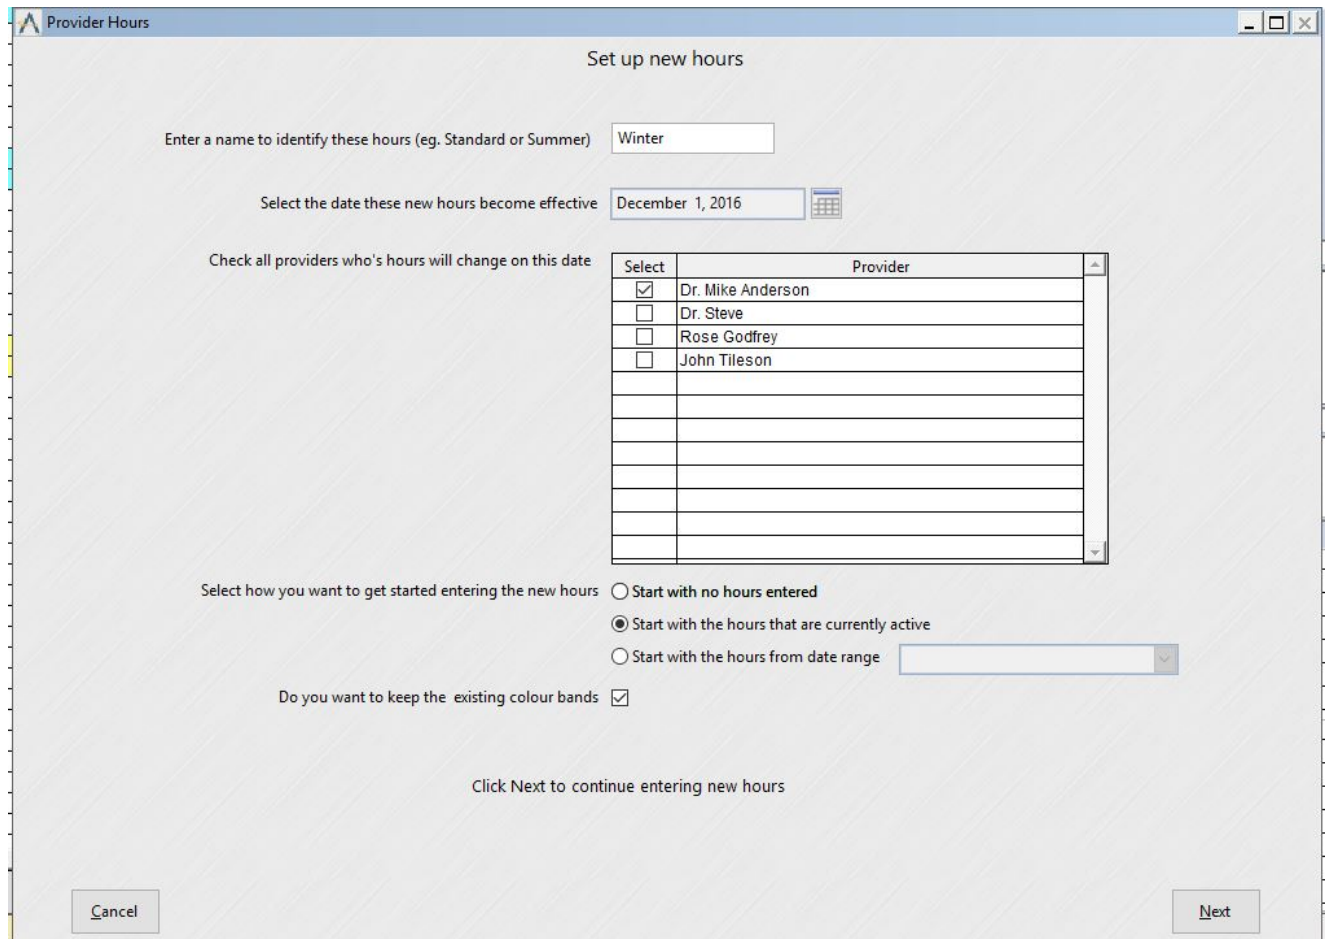 Provider Hours
Set up new hours
Enter a name to identify these hours (eg. Standard or Summer) Winter
Select the date these new hours become effective December 1, 2016
Check all providers who's hours will change on this date
Select Provider
Dr. Mike Anderson
Dr. Steve
Rose Godfrey
John Tileson
Select how you want to get started entering the new hours Start with no hours entered
Start with the hours that are currently active
Start with the hours from date range
Do you want to keep the existing colour bands
Click Next to continue entering new hours
Cancel Next